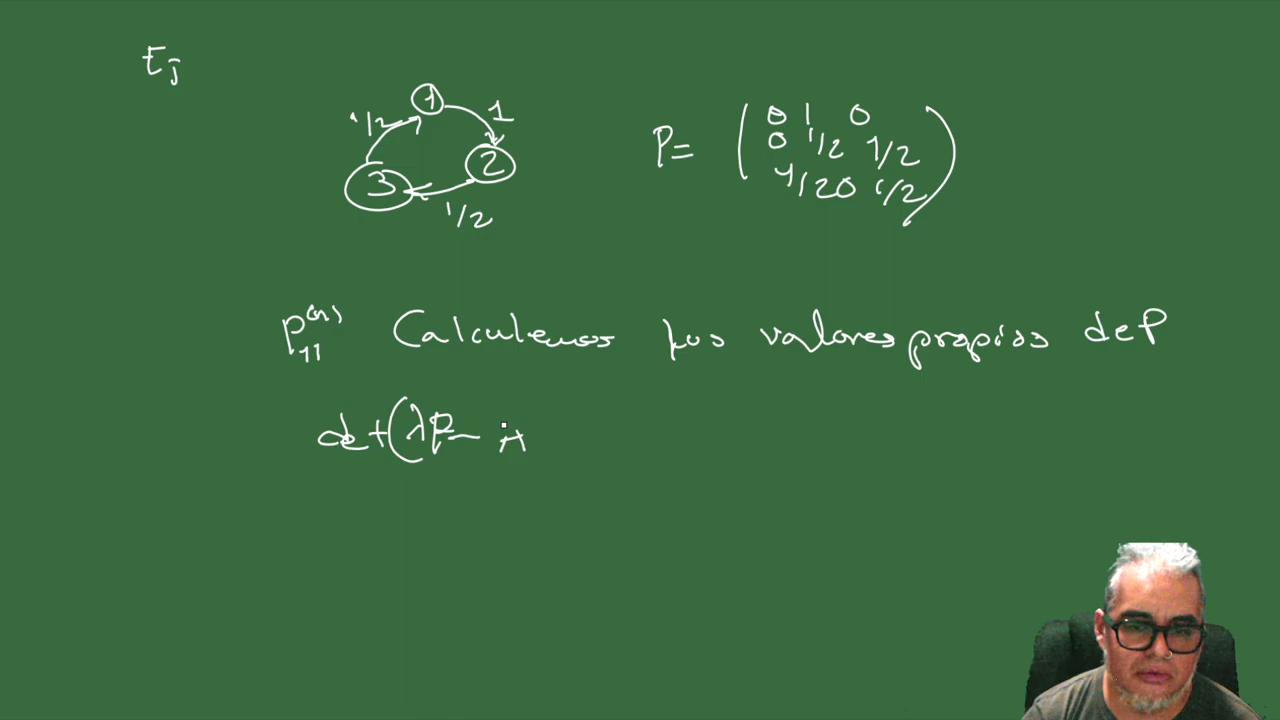 Ej
1
1/2
1
2
3
1/2
P = ( 0 1 0
0 1/2 1/2
1/2 0 1/2 )
P₁₁⁽ⁿ⁾ Calculemos los valores propios de P
det(λP -